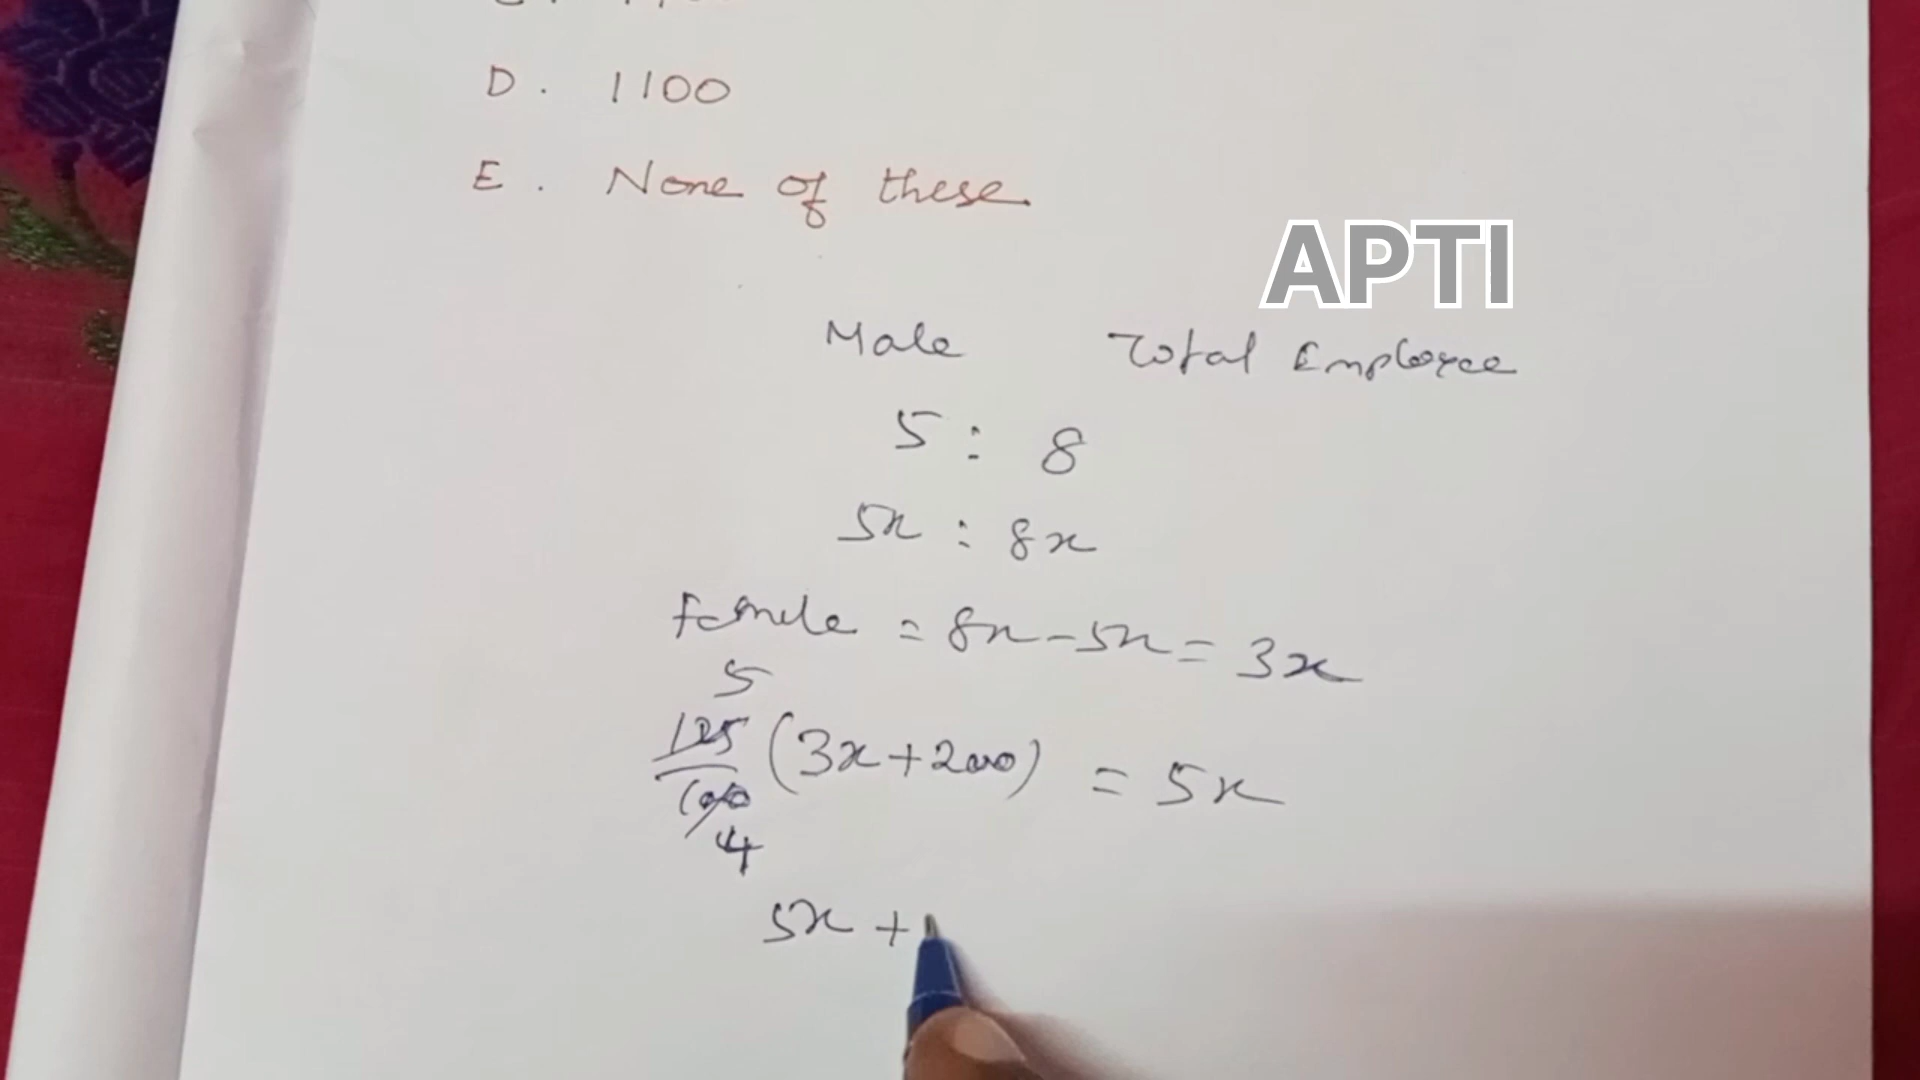 D. 1100
E. None of these
APTI
Male Total Employee
5 : 8
5x : 8x
female = 8x - 5x = 3x
5
125/100 (3x+200) = 5x
4
5x +